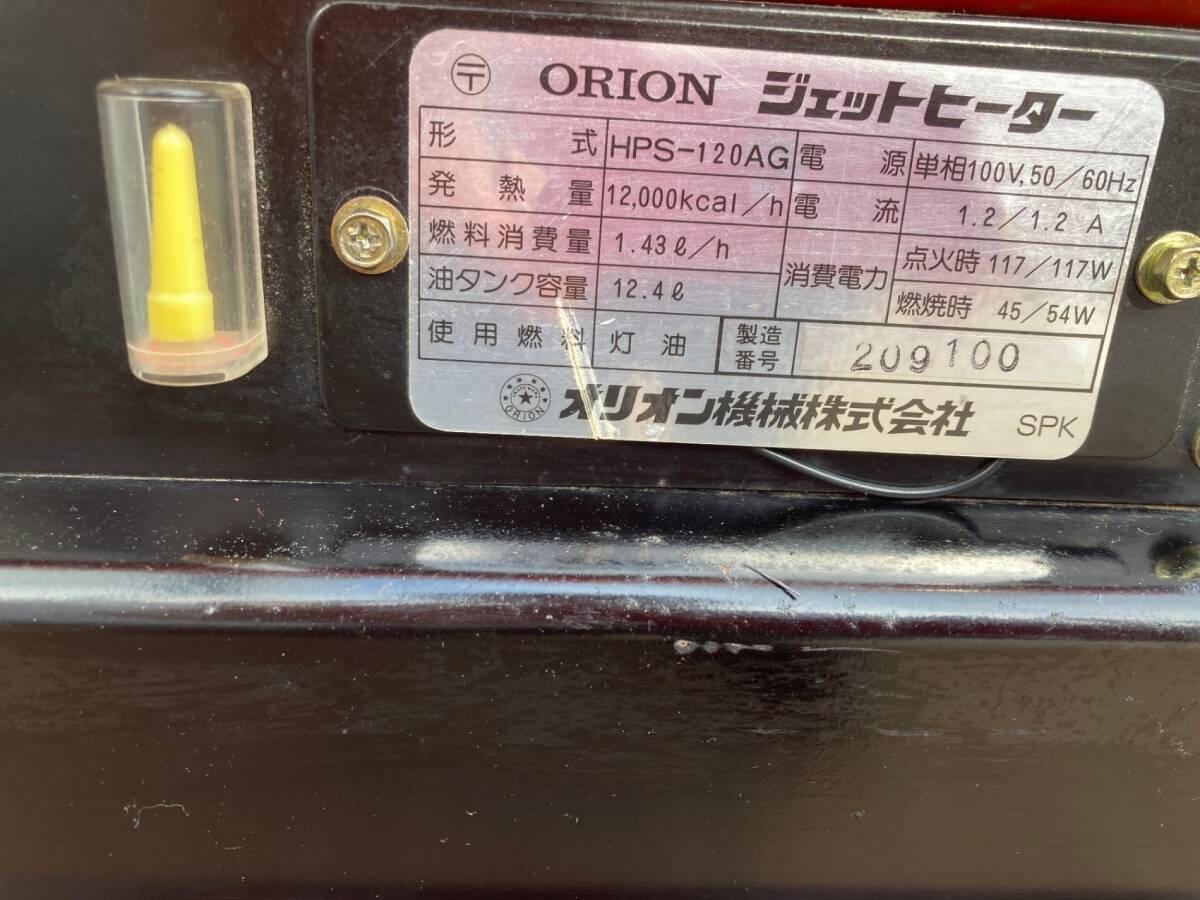 〒 ORION ジェットヒーター
形 式 HPS-120AG 電 源 単相100V,50/60Hz
発 熱 量 12,000kcal/h 電 流 1.2/1.2 A
燃料消費量 1.43ℓ/h 消費電力 点火時 117/117W
油タンク容量 12.4ℓ 燃焼時 45/54W
使用燃料 灯 油 製造番号 209100
TRADE MARK ORION オリオン機械株式会社 SPK